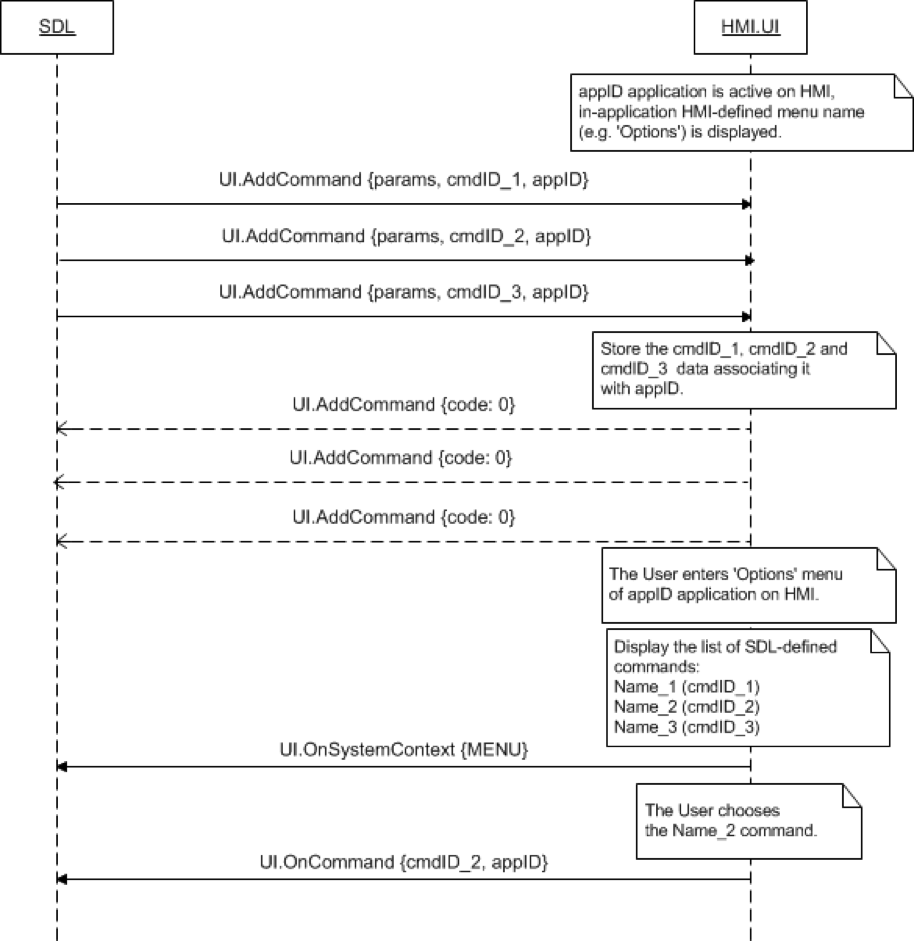 SDL
HMI.UI
appID application is active on HMI,
in-application HMI-defined menu name
(e.g. 'Options') is displayed.
UI.AddCommand {params, cmdID_1, appID}
UI.AddCommand {params, cmdID_2, appID}
UI.AddCommand {params, cmdID_3, appID}
Store the cmdID_1, cmdID_2 and
cmdID_3 data associating it
with appID.
UI.AddCommand {code: 0}
UI.AddCommand {code: 0}
UI.AddCommand {code: 0}
The User enters 'Options' menu
of appID application on HMI.
Display the list of SDL-defined
commands:
Name_1 (cmdID_1)
Name_2 (cmdID_2)
Name_3 (cmdID_3)
UI.OnSystemContext {MENU}
The User chooses
the Name_2 command.
UI.OnCommand {cmdID_2, appID}